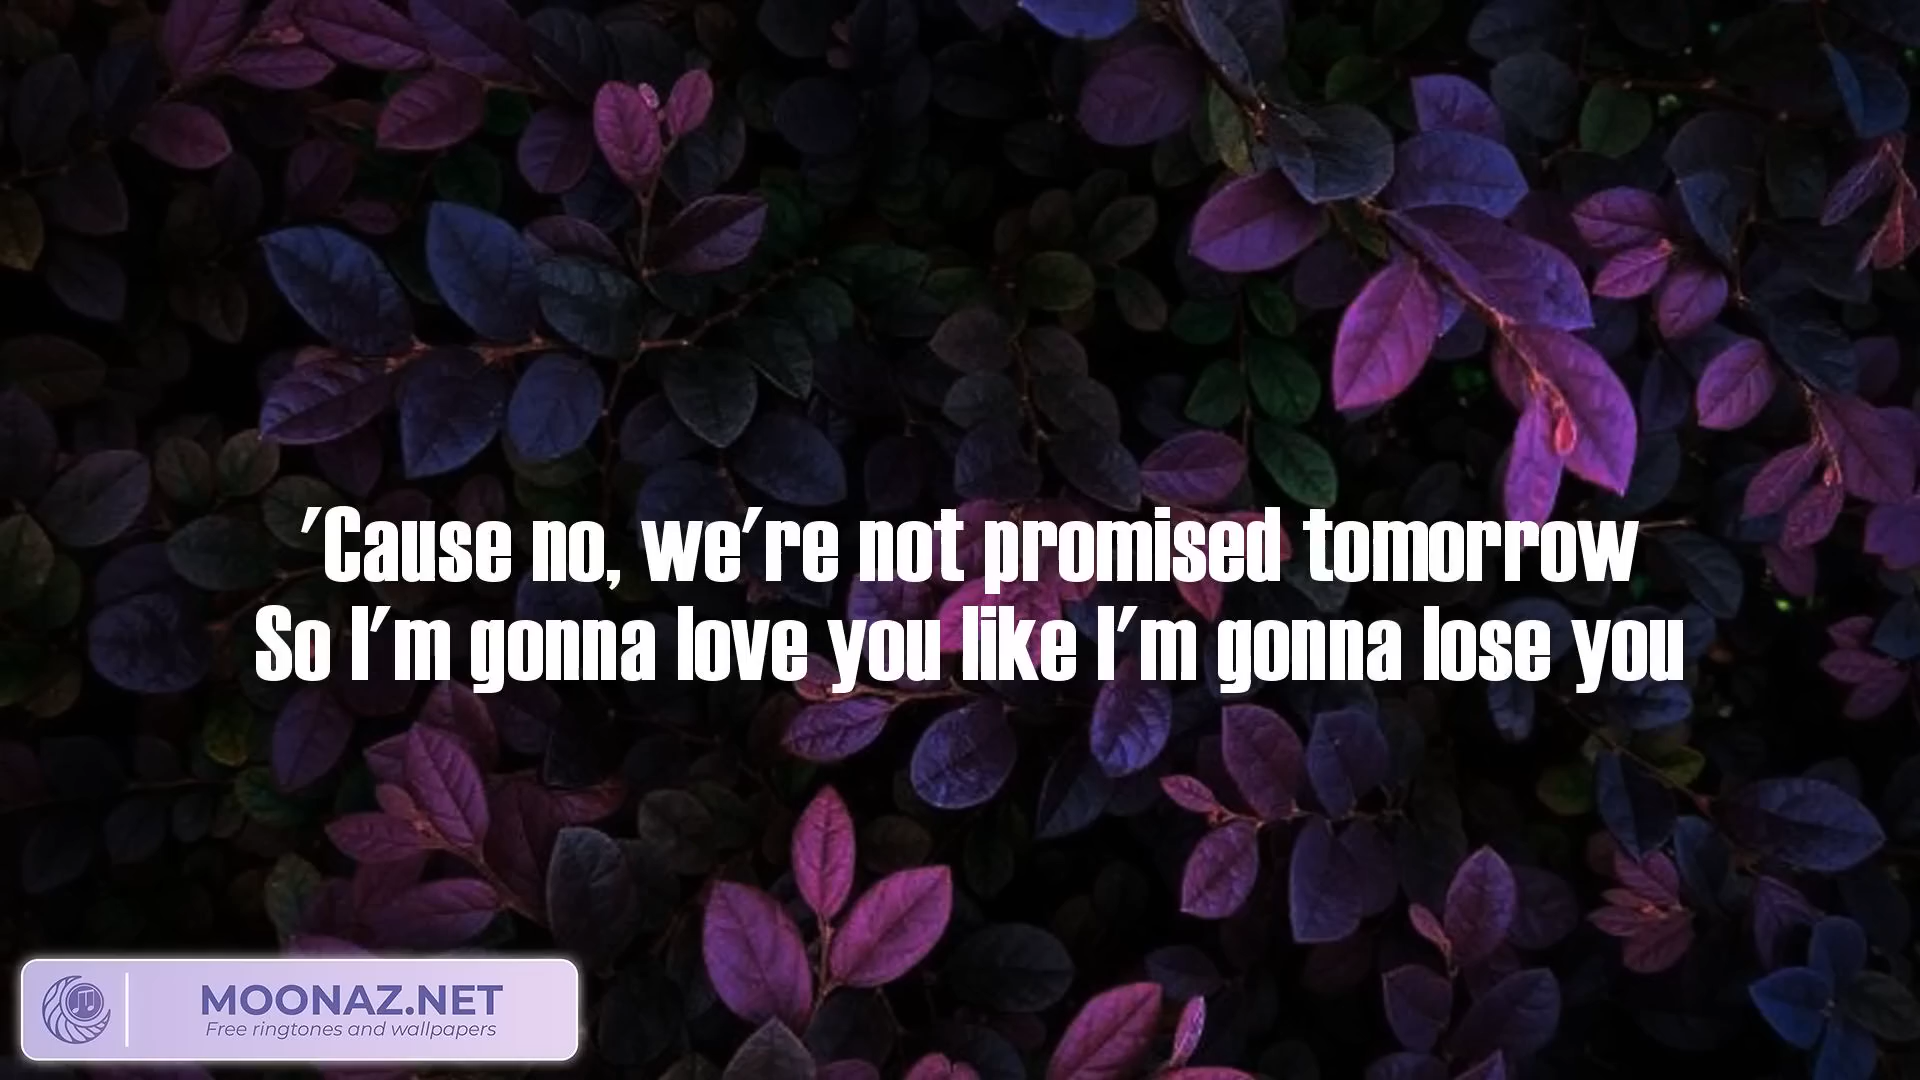 'Cause no, we're not promised tomorrow
So I'm gonna love you like I'm gonna lose you
MOONAZ.NET
Free ringtones and wallpapers